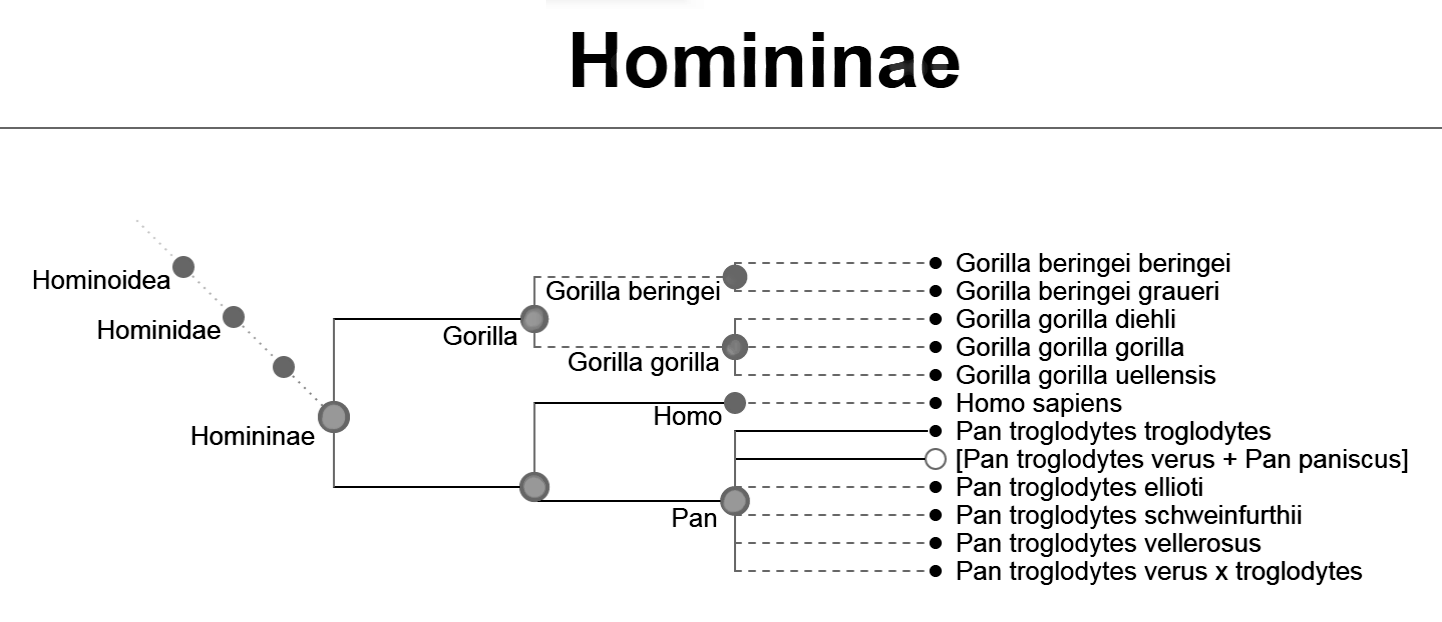 Homininae
Hominoidea
Hominidae
Homininae
Gorilla
Gorilla beringei
Gorilla gorilla
Homo
Pan
Gorilla beringei beringei
Gorilla beringei graueri
Gorilla gorilla diehli
Gorilla gorilla gorilla
Gorilla gorilla uellensis
Homo sapiens
Pan troglodytes troglodytes
[Pan troglodytes verus + Pan paniscus]
Pan troglodytes ellioti
Pan troglodytes schweinfurthii
Pan troglodytes vellerosus
Pan troglodytes verus x troglodytes